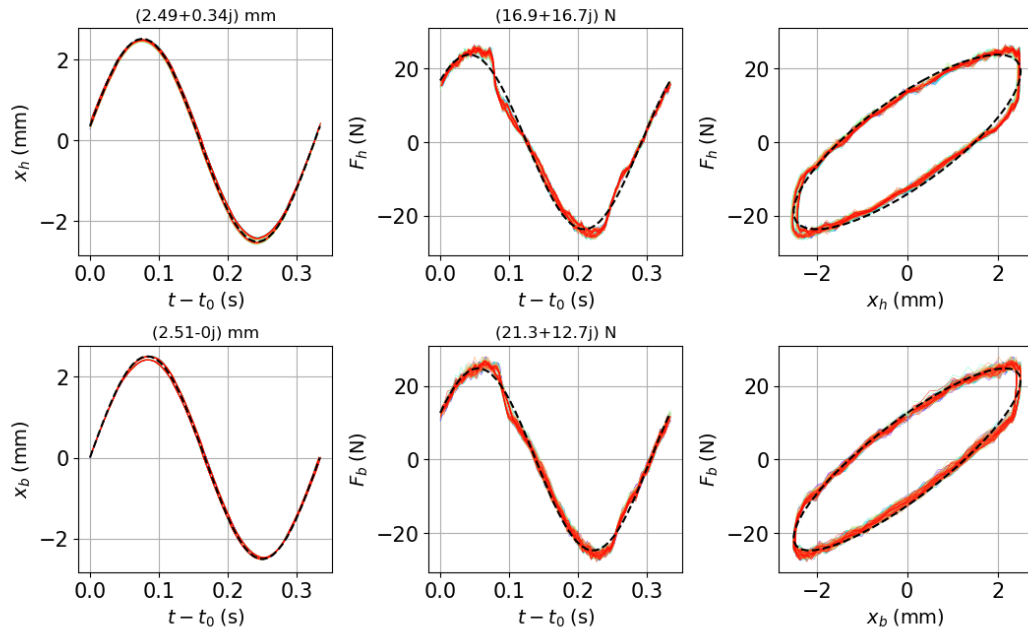 (2.49+0.34j) mm
(16.9+16.7j) N
2
0
−2
x_h (mm)
0.0 0.1 0.2 0.3
t − t_0 (s)
20
0
−20
F_h (N)
0.0 0.1 0.2 0.3
t − t_0 (s)
20
0
−20
F_h (N)
−2 0 2
x_h (mm)
(2.51-0j) mm
(21.3+12.7j) N
2
0
−2
x_b (mm)
0.0 0.1 0.2 0.3
t − t_0 (s)
20
0
−20
F_b (N)
0.0 0.1 0.2 0.3
t − t_0 (s)
20
0
−20
F_b (N)
−2 0 2
x_b (mm)